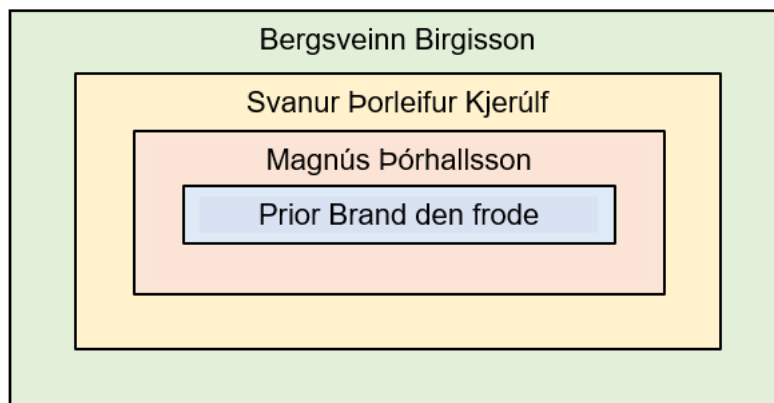 Bergsveinn Birgisson
Svanur Þorleifur Kjerúlf
Magnús Þórhallsson
Prior Brand den frode